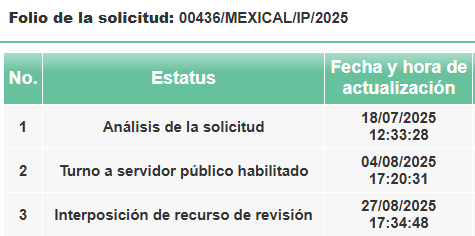 Folio de la solicitud: 00436/MEXICAL/IP/2025
No. Estatus Fecha y hora de
actualización
1 Análisis de la solicitud 18/07/2025
12:33:28
2 Turno a servidor público habilitado 04/08/2025
17:20:31
3 Interposición de recurso de revisión 27/08/2025
17:34:48